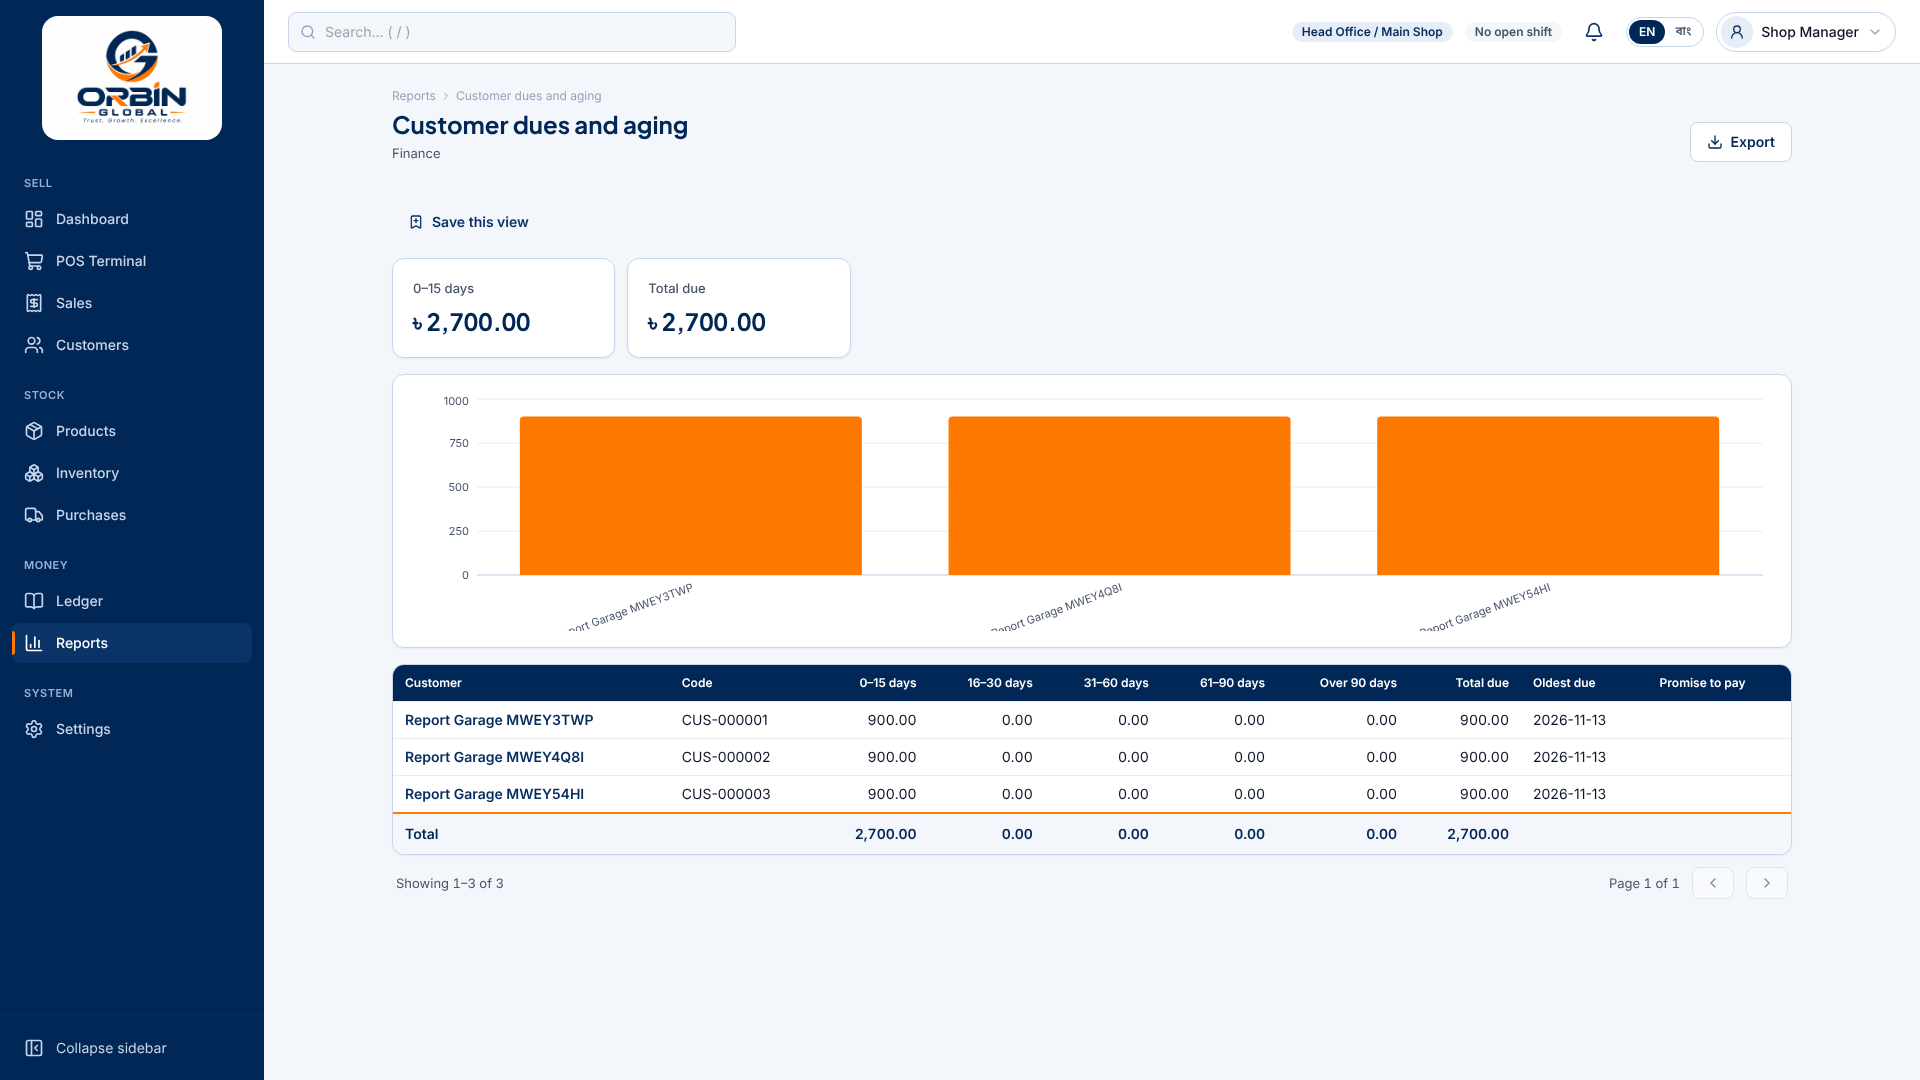 ORBIN
GLOBAL
Trust. Growth. Excellence.
Search... ( / )
Head Office / Main Shop
No open shift
EN
বাং
Shop Manager
SELL
Dashboard
POS Terminal
Sales
Customers
STOCK
Products
Inventory
Purchases
MONEY
Ledger
Reports
SYSTEM
Settings
Collapse sidebar
Reports > Customer dues and aging
Customer dues and aging
Finance
Export
Save this view
0–15 days
৳ 2,700.00
Total due
৳ 2,700.00
1000
750
500
250
0
Garage MWEY3TWP
Garage MWEY4Q8I
Garage MWEY54HI
Customer Code 0–15 days 16–30 days 31–60 days 61–90 days Over 90 days Total due Oldest due Promise to pay
Report Garage MWEY3TWP CUS-000001 900.00 0.00 0.00 0.00 0.00 900.00 2026-11-13
Report Garage MWEY4Q8I CUS-000002 900.00 0.00 0.00 0.00 0.00 900.00 2026-11-13
Report Garage MWEY54HI CUS-000003 900.00 0.00 0.00 0.00 0.00 900.00 2026-11-13
Total 2,700.00 0.00 0.00 0.00 0.00 2,700.00
Showing 1–3 of 3
Page 1 of 1